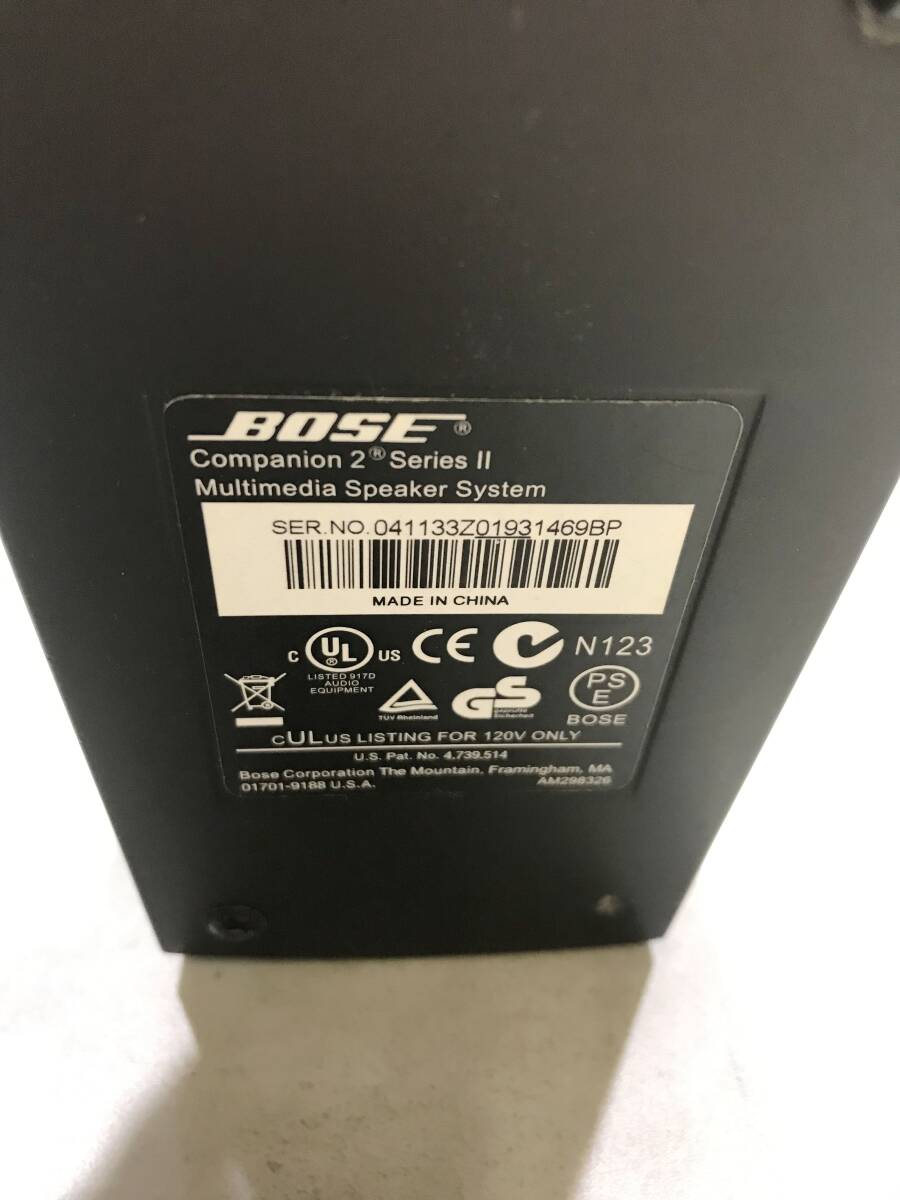 BOSE®
Companion 2® Series II
Multimedia Speaker System
SER.NO. 041133Z01931469BP
MADE IN CHINA
C UL® US CE N123
LISTED 917D
AUDIO
EQUIPMENT
TÜV Rheinland
GS
geprüfte
Sicherheit
PS
E
BOSE
cULus LISTING FOR 120V ONLY
U.S. Pat. No. 4,739,514
Bose Corporation The Mountain, Framingham, MA
01701-9188 U.S.A. AM298326